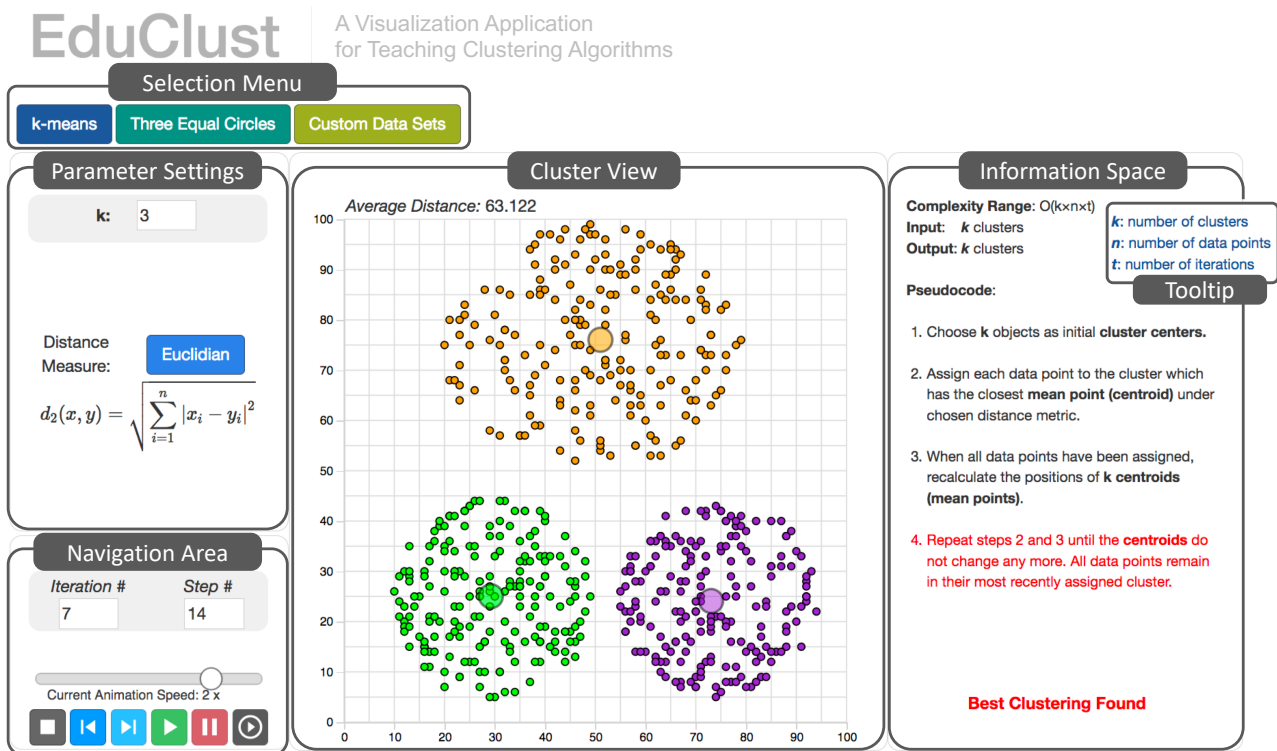 EduClust
A Visualization Application
for Teaching Clustering Algorithms
Selection Menu
k-means
Three Equal Circles
Custom Data Sets
Parameter Settings
k: 3
Distance
Measure:
Euclidian
d₂(x, y) = √(∑ⁿᵢ₌₁ |xᵢ − yᵢ|²)
Navigation Area
Iteration # Step #
7 14
Current Animation Speed: 2 x
Cluster View
Average Distance: 63.122
100
90
80
70
60
50
40
30
20
10
0
0 10 20 30 40 50 60 70 80 90 100
Information Space
Complexity Range: O(k×n×t)
Input: k clusters
Output: k clusters
k: number of clusters
n: number of data points
t: number of iterations
Tooltip
Pseudocode:
1. Choose k objects as initial cluster centers.
2. Assign each data point to the cluster which
has the closest mean point (centroid) under
chosen distance metric.
3. When all data points have been assigned,
recalculate the positions of k centroids
(mean points).
4. Repeat steps 2 and 3 until the centroids do
not change any more. All data points remain
in their most recently assigned cluster.
Best Clustering Found